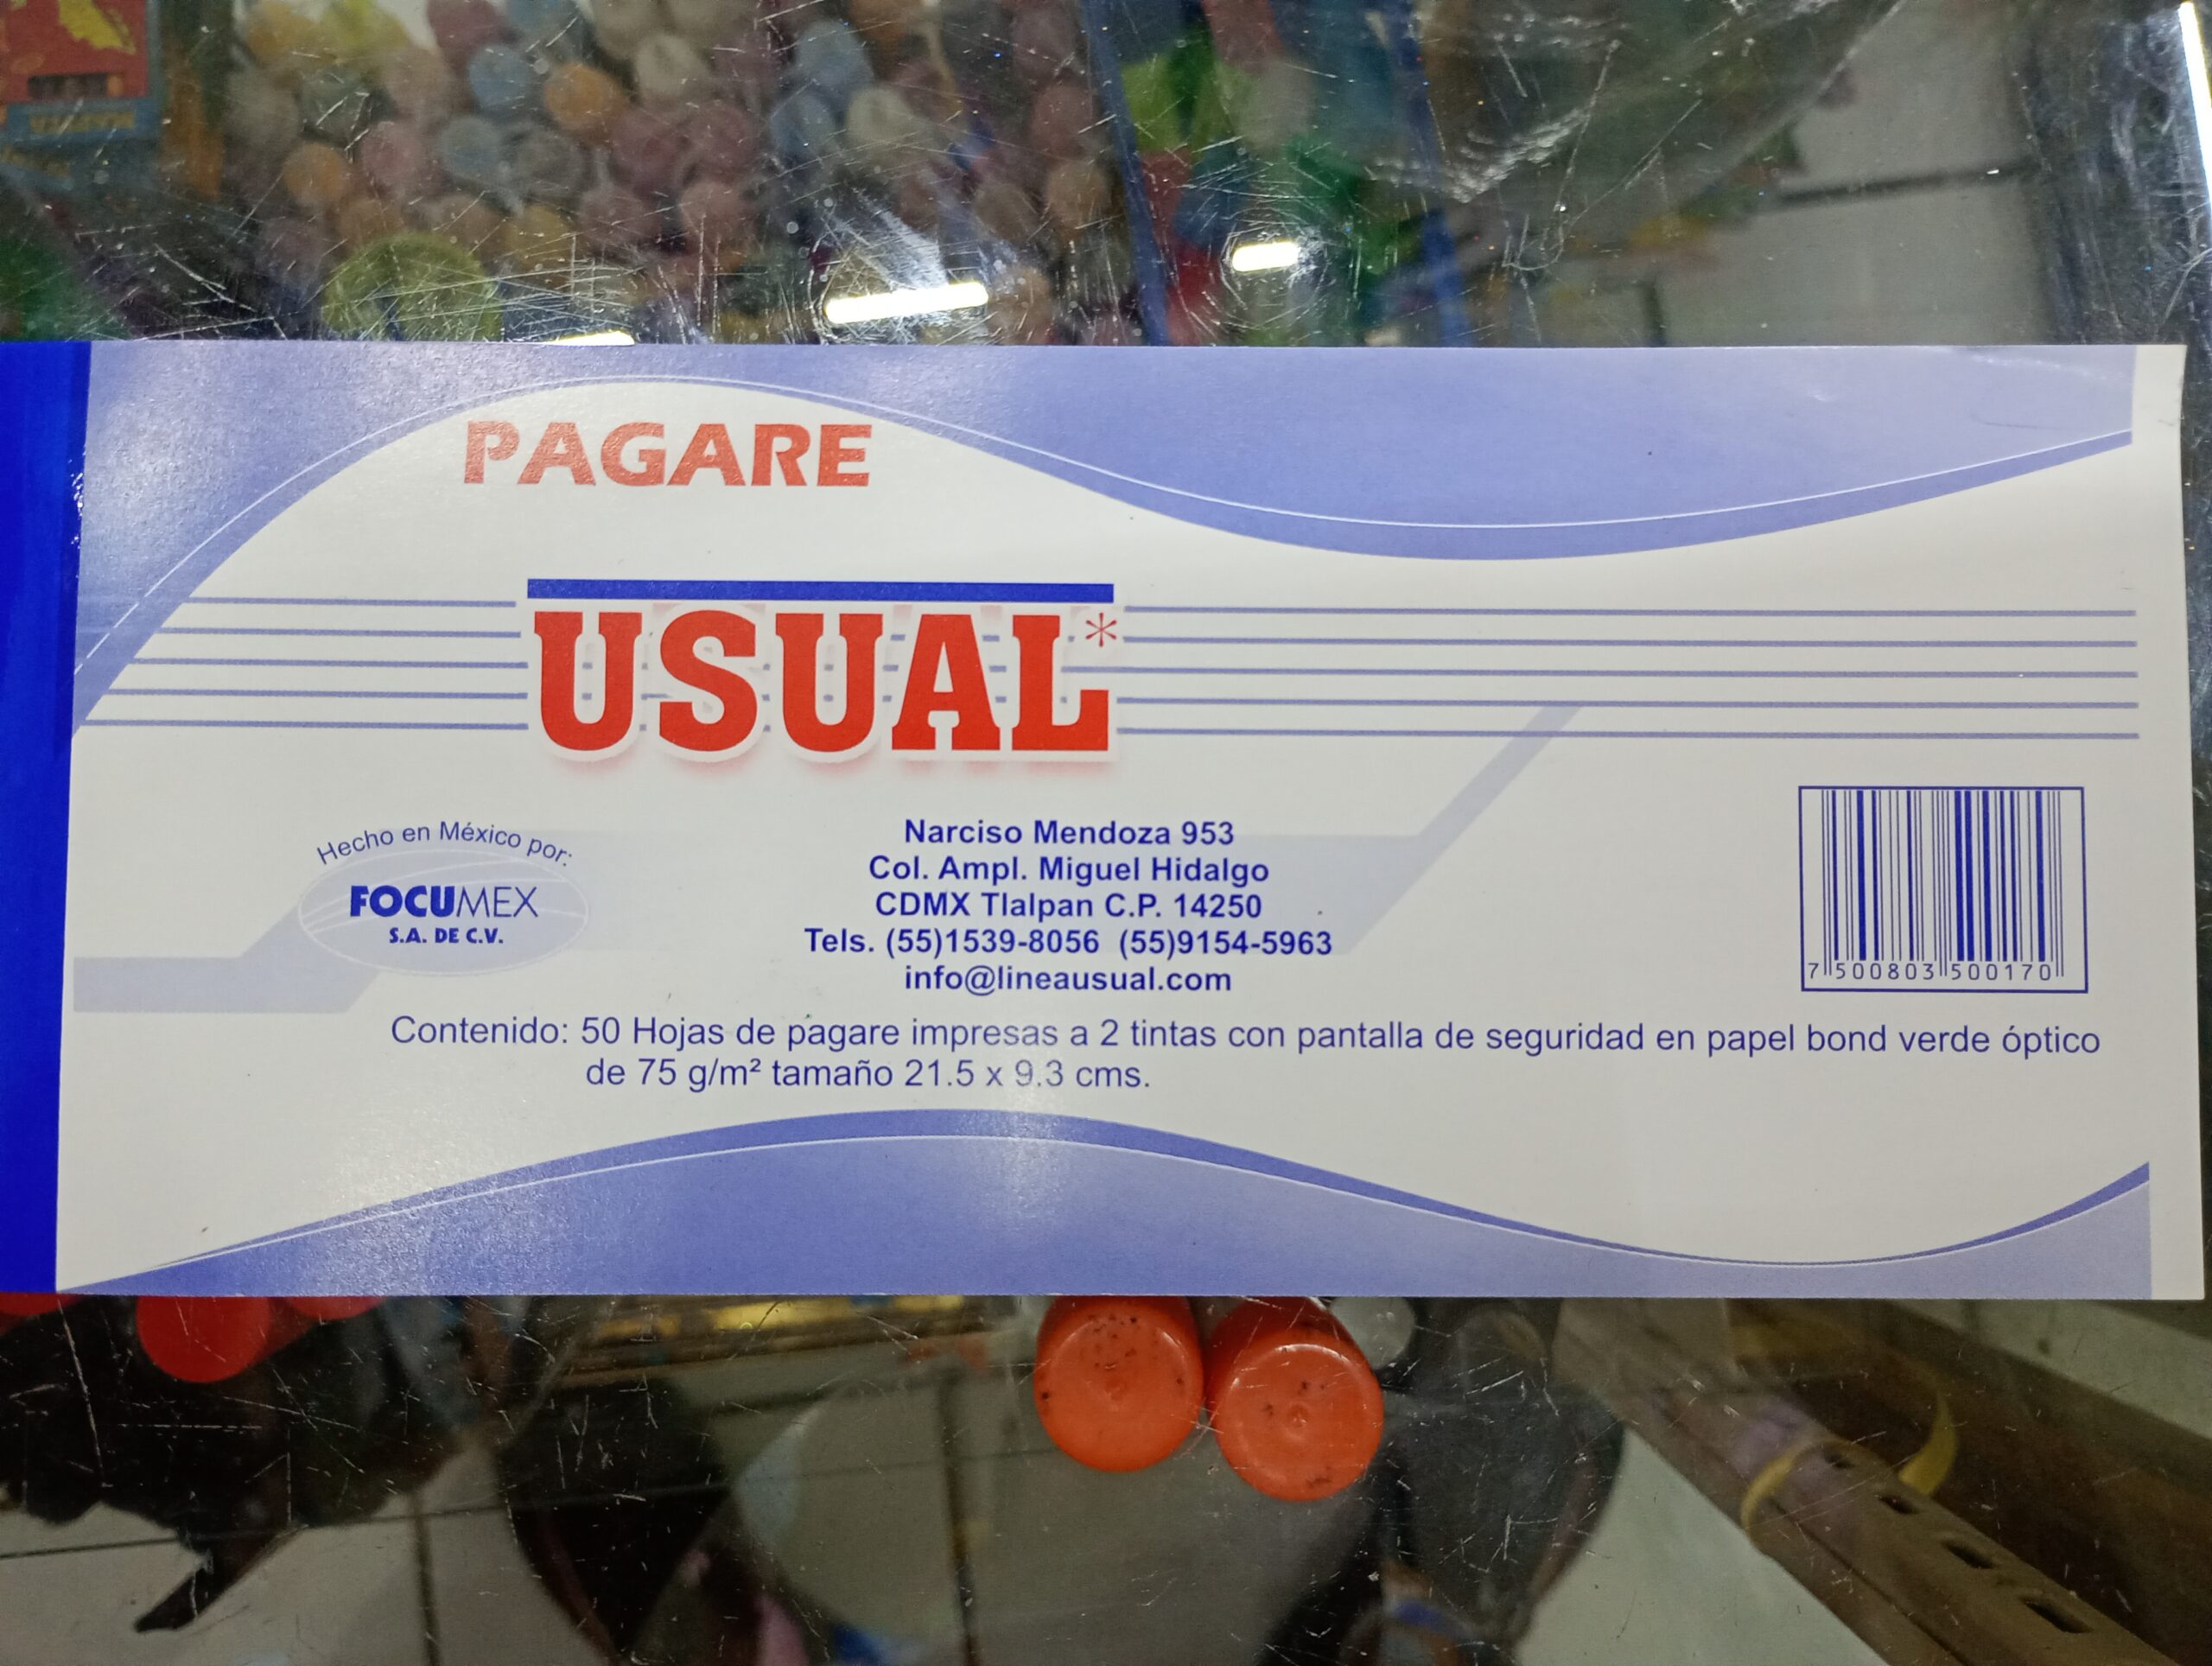 PAGARE
USUAL*
Hecho en México por:
FOCUMEX
S.A. DE C.V.
Narciso Mendoza 953
Col. Ampl. Miguel Hidalgo
CDMX Tlalpan C.P. 14250
Tels. (55)1539-8056 (55)9154-5963
info@lineausual.com
7 500803 500170
Contenido: 50 Hojas de pagare impresas a 2 tintas con pantalla de seguridad en papel bond verde óptico
de 75 g/m² tamaño 21.5 x 9.3 cms.